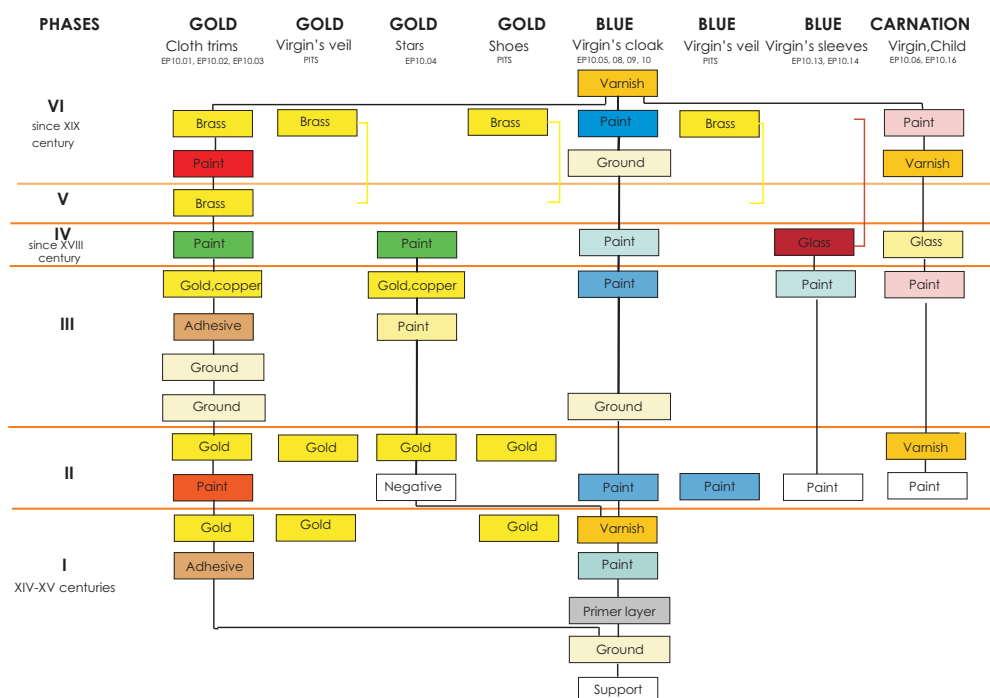 PHASES GOLD GOLD GOLD GOLD BLUE BLUE BLUE CARNATION
Cloth trims Virgin's veil Stars Shoes Virgin's cloak Virgin's veil Virgin's sleeves Virgin,Child
EP10.01, EP10.02, EP10.03 PITS EP10.04 PITS EP10.05, 08, 09, 10 PITS EP10.13, EP10.14 EP10.06, EP10.16
Varnish
VI
since XIX
century
Brass Brass Brass Paint Brass Paint
Paint Ground Varnish
V
Brass
IV
since XVIII
century
Paint Paint Paint Glass Glass
Gold,copper Gold,copper Paint Paint Paint
III
Adhesive Paint
Ground
Ground Ground
Gold Gold Gold Gold Varnish
II
Paint Negative Paint Paint Paint Paint
Gold Gold Gold Varnish
I
XIV-XV centuries
Adhesive Paint
Primer layer
Ground
Support